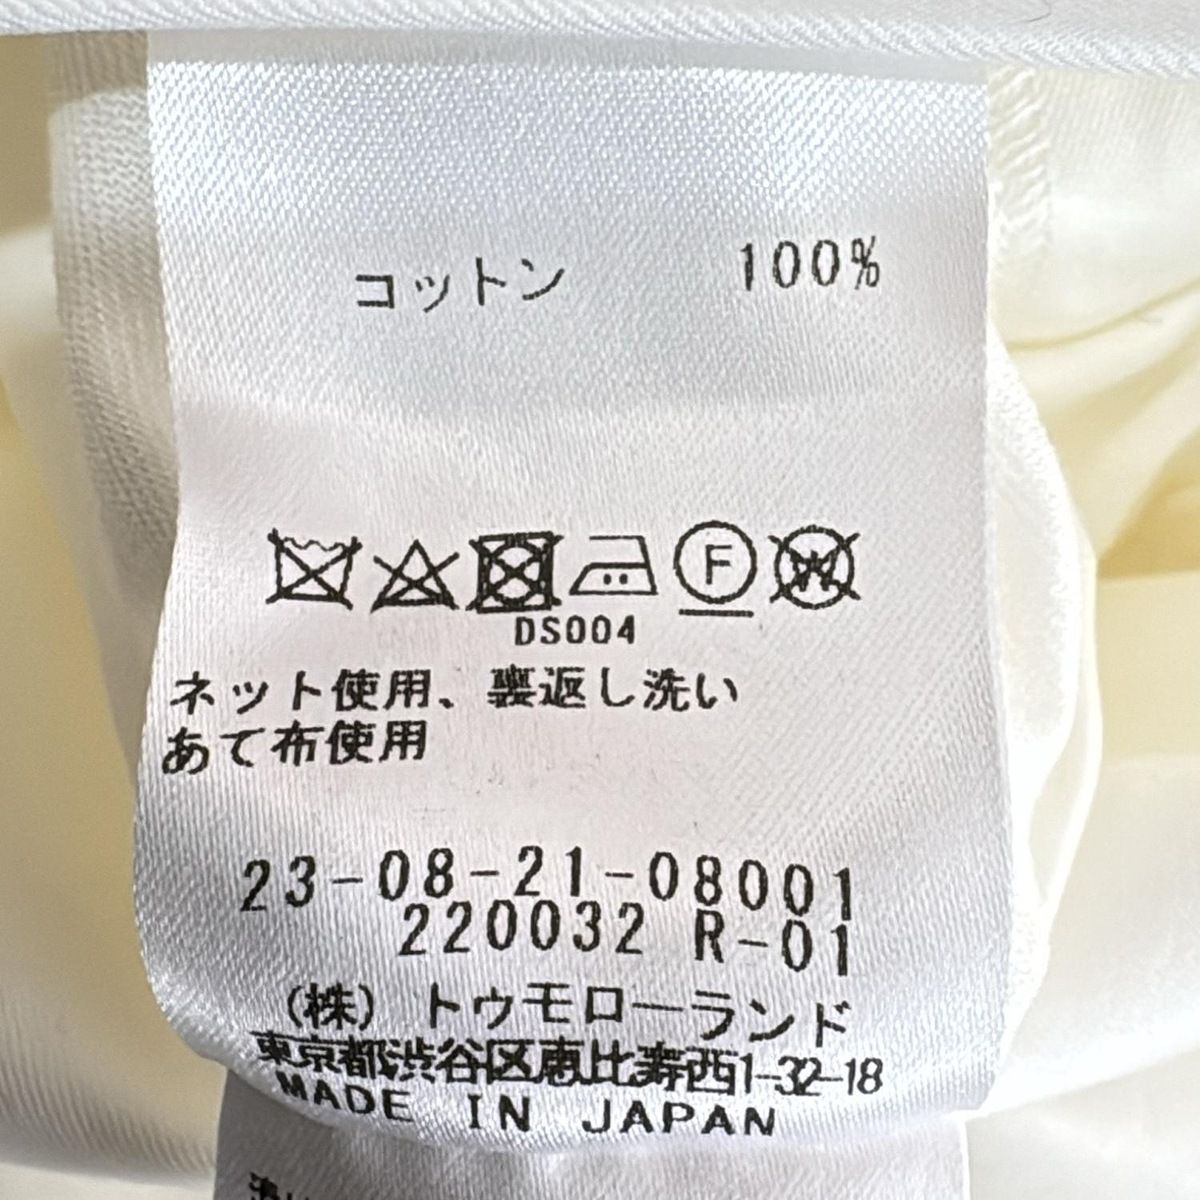 コットン 100%
F W
DS004
ネット使用、裏返し洗い
あて布使用
23-08-21-08001
220032 R-01
(株) トゥモローランド
東京都渋谷区恵比寿西1-32-18
MADE IN JAPAN